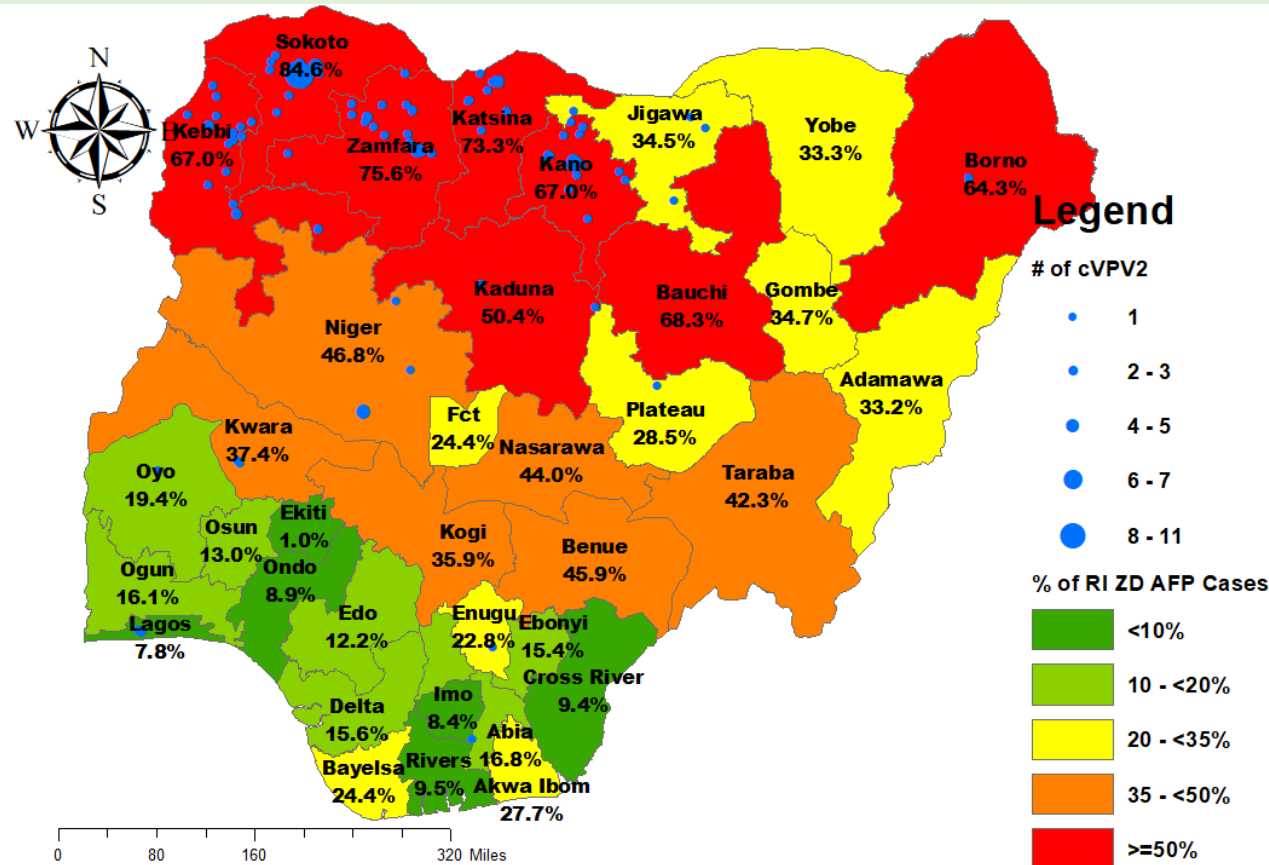 N
W
E
S
Sokoto
84.6%
Kebbi
67.0%
Zamfara
75.6%
Katsina
73.3%
Kano
67.0%
Jigawa
34.5%
Yobe
33.3%
Borno
64.3%
Kaduna
50.4%
Bauchi
68.3%
Gombe
34.7%
Niger
46.8%
Adamawa
33.2%
Fct
24.4%
Plateau
28.5%
Kwara
37.4%
Nasarawa
44.0%
Taraba
42.3%
Oyo
19.4%
Osun
13.0%
Ekiti
1.0%
Kogi
35.9%
Benue
45.9%
Ogun
16.1%
Ondo
8.9%
Edo
12.2%
Enugu
22.8%
Ebonyi
15.4%
Lagos
7.8%
Cross River
9.4%
Delta
15.6%
Imo
8.4%
Abia
16.8%
Bayelsa
24.4%
Rivers
9.5%
Akwa Ibom
27.7%
0 80 160 320 Miles
Legend
# of cVPV2
1
2 - 3
4 - 5
6 - 7
8 - 11
% of RI ZD AFP Cases
<10%
10 - <20%
20 - <35%
35 - <50%
>=50%